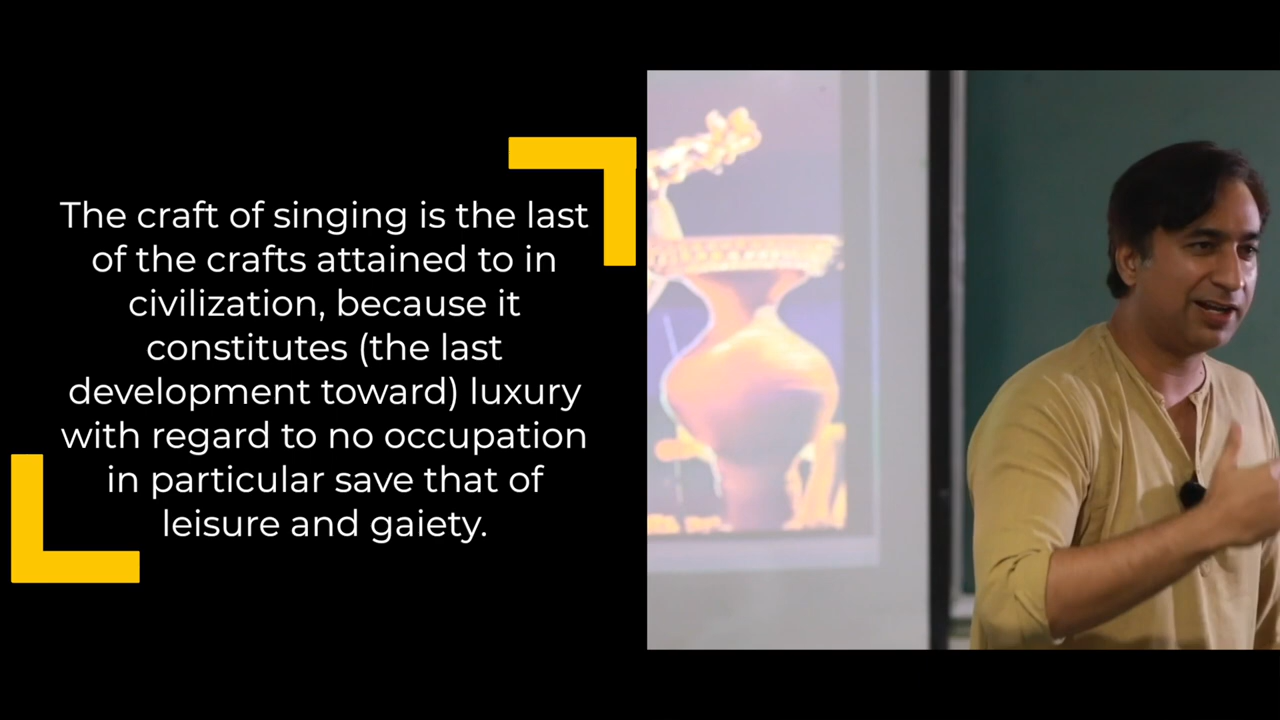 The craft of singing is the last
of the crafts attained to in
civilization, because it
constitutes (the last
development toward) luxury
with regard to no occupation
in particular save that of
leisure and gaiety.